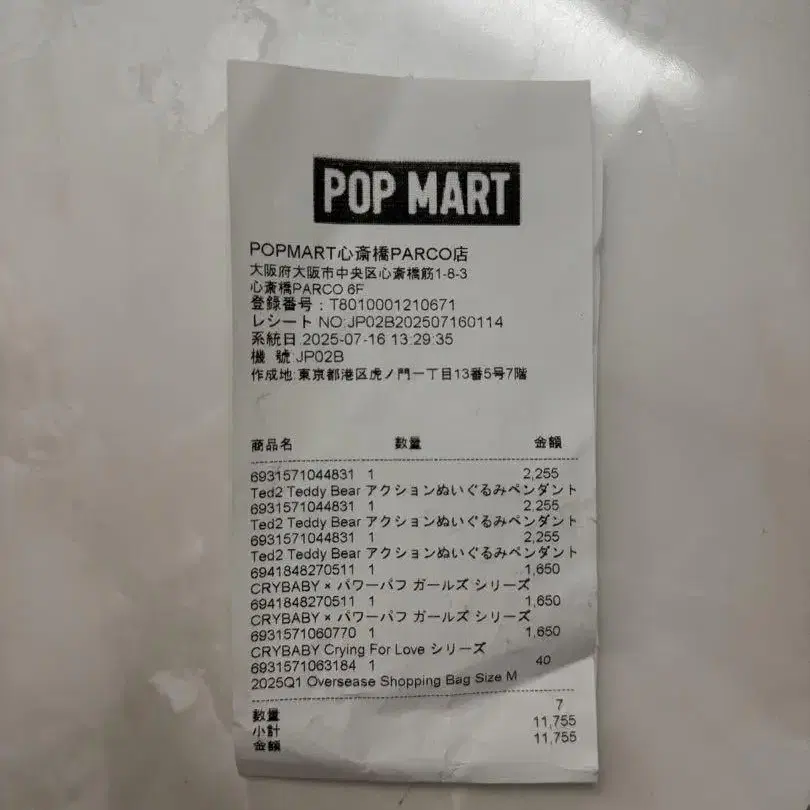 POP MART
POPMART心斎橋PARCO店
大阪府大阪市中央区心斎橋筋1-8-3
心斎橋PARCO 6F
登録番号：T8010001210671
レシート NO:JP02B202507160114
系統日:2025-07-16 13:29:35
機 號:JP02B
作成地:東京都港区虎ノ門一丁目13番5号7階
商品名 数量 金額
6931571044831 1 2,255
Ted2 Teddy Bear アクションぬいぐるみペンダント
6931571044831 1 2,255
Ted2 Teddy Bear アクションぬいぐるみペンダント
6931571044831 1 2,255
Ted2 Teddy Bear アクションぬいぐるみペンダント
6941848270511 1 1,650
CRYBABY × パワーパフ ガールズ シリーズ
6941848270511 1 1,650
CRYBABY × パワーパフ ガールズ シリーズ
6931571060770 1 1,650
CRYBABY Crying For Love シリーズ
6931571063184 1 40
2025Q1 Oversease Shopping Bag Size M
数量 7
小計 11,755
金額 11,755